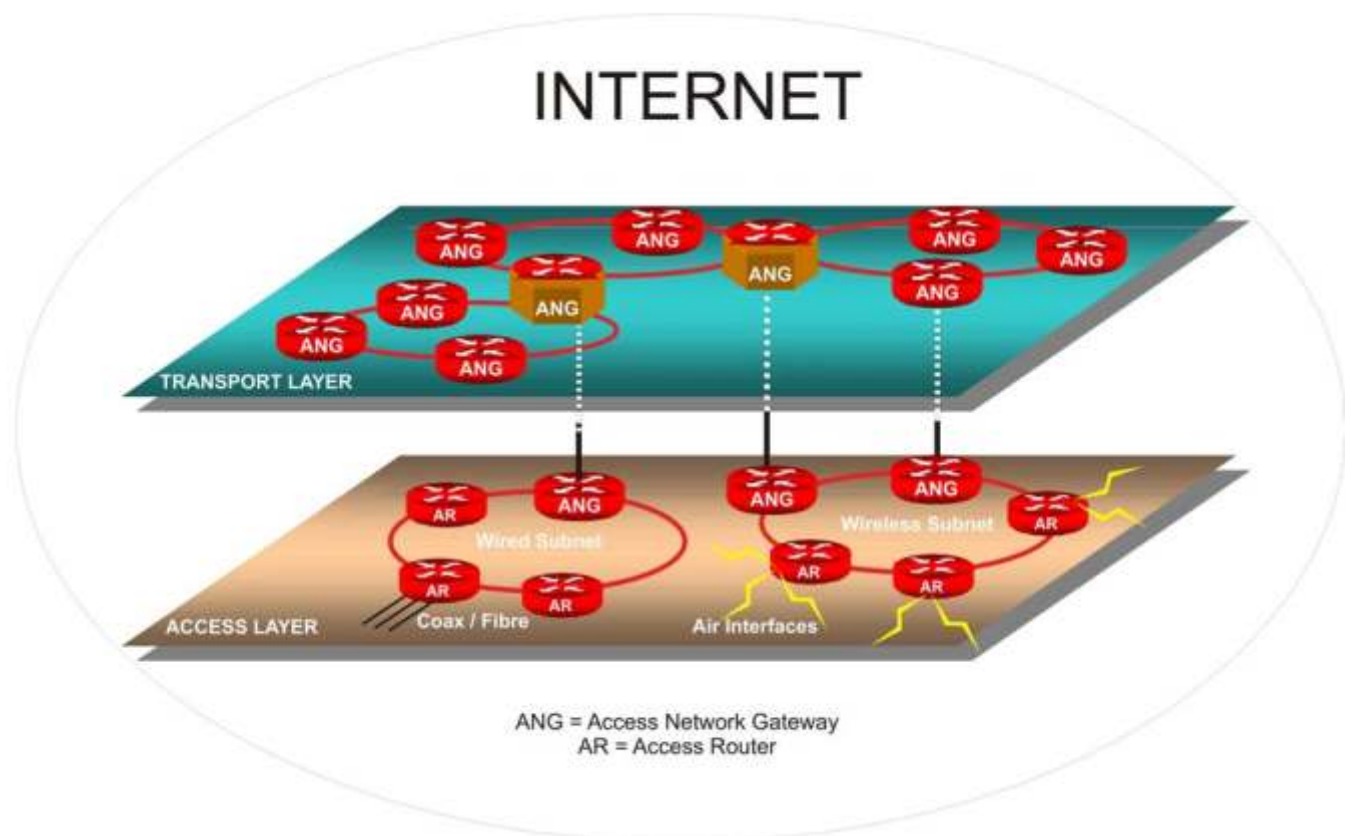 INTERNET
ANG
ANG
ANG
ANG
ANG
ANG
ANG
ANG
ANG
ANG
TRANSPORT LAYER
ANG
ANG
ANG
AR
AR
Wired Subnet
Wireless Subnet
AR
AR
AR
AR
Coax / Fibre
Air Interfaces
ACCESS LAYER
ANG = Access Network Gateway
AR = Access Router